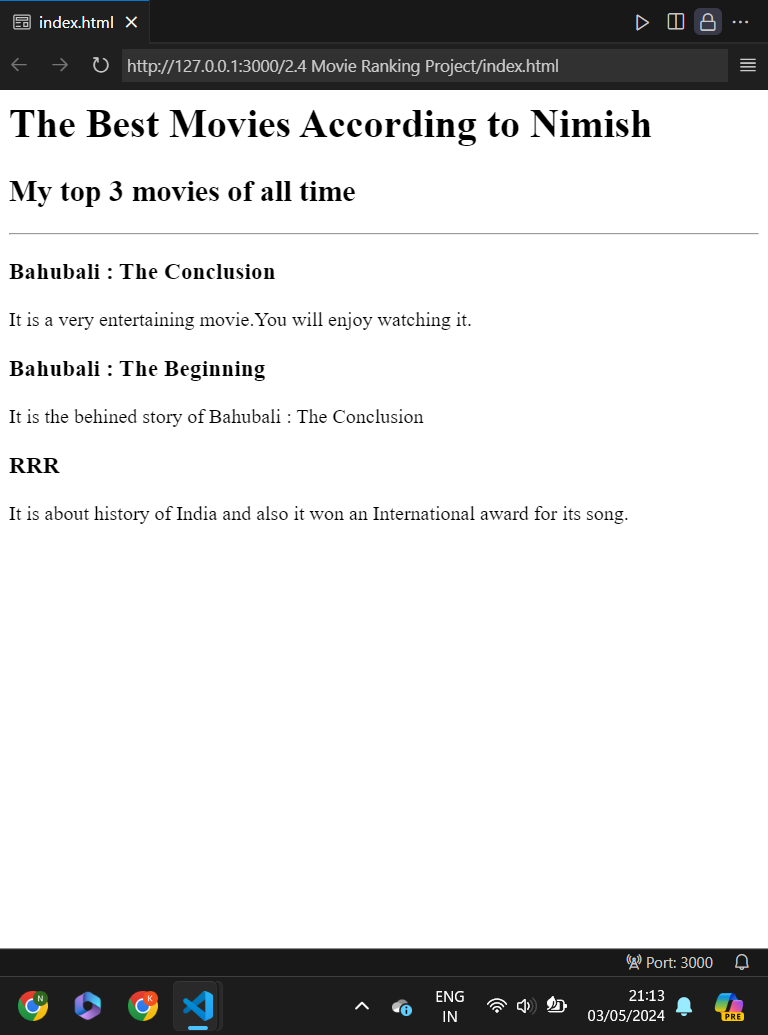 index.html
http://127.0.0.1:3000/2.4 Movie Ranking Project/index.html
The Best Movies According to Nimish
My top 3 movies of all time
Bahubali : The Conclusion
It is a very entertaining movie.You will enjoy watching it.
Bahubali : The Beginning
It is the behined story of Bahubali : The Conclusion
RRR
It is about history of India and also it won an International award for its song.
Port: 3000
N
K
ENG
IN
21:13
03/05/2024
PRE